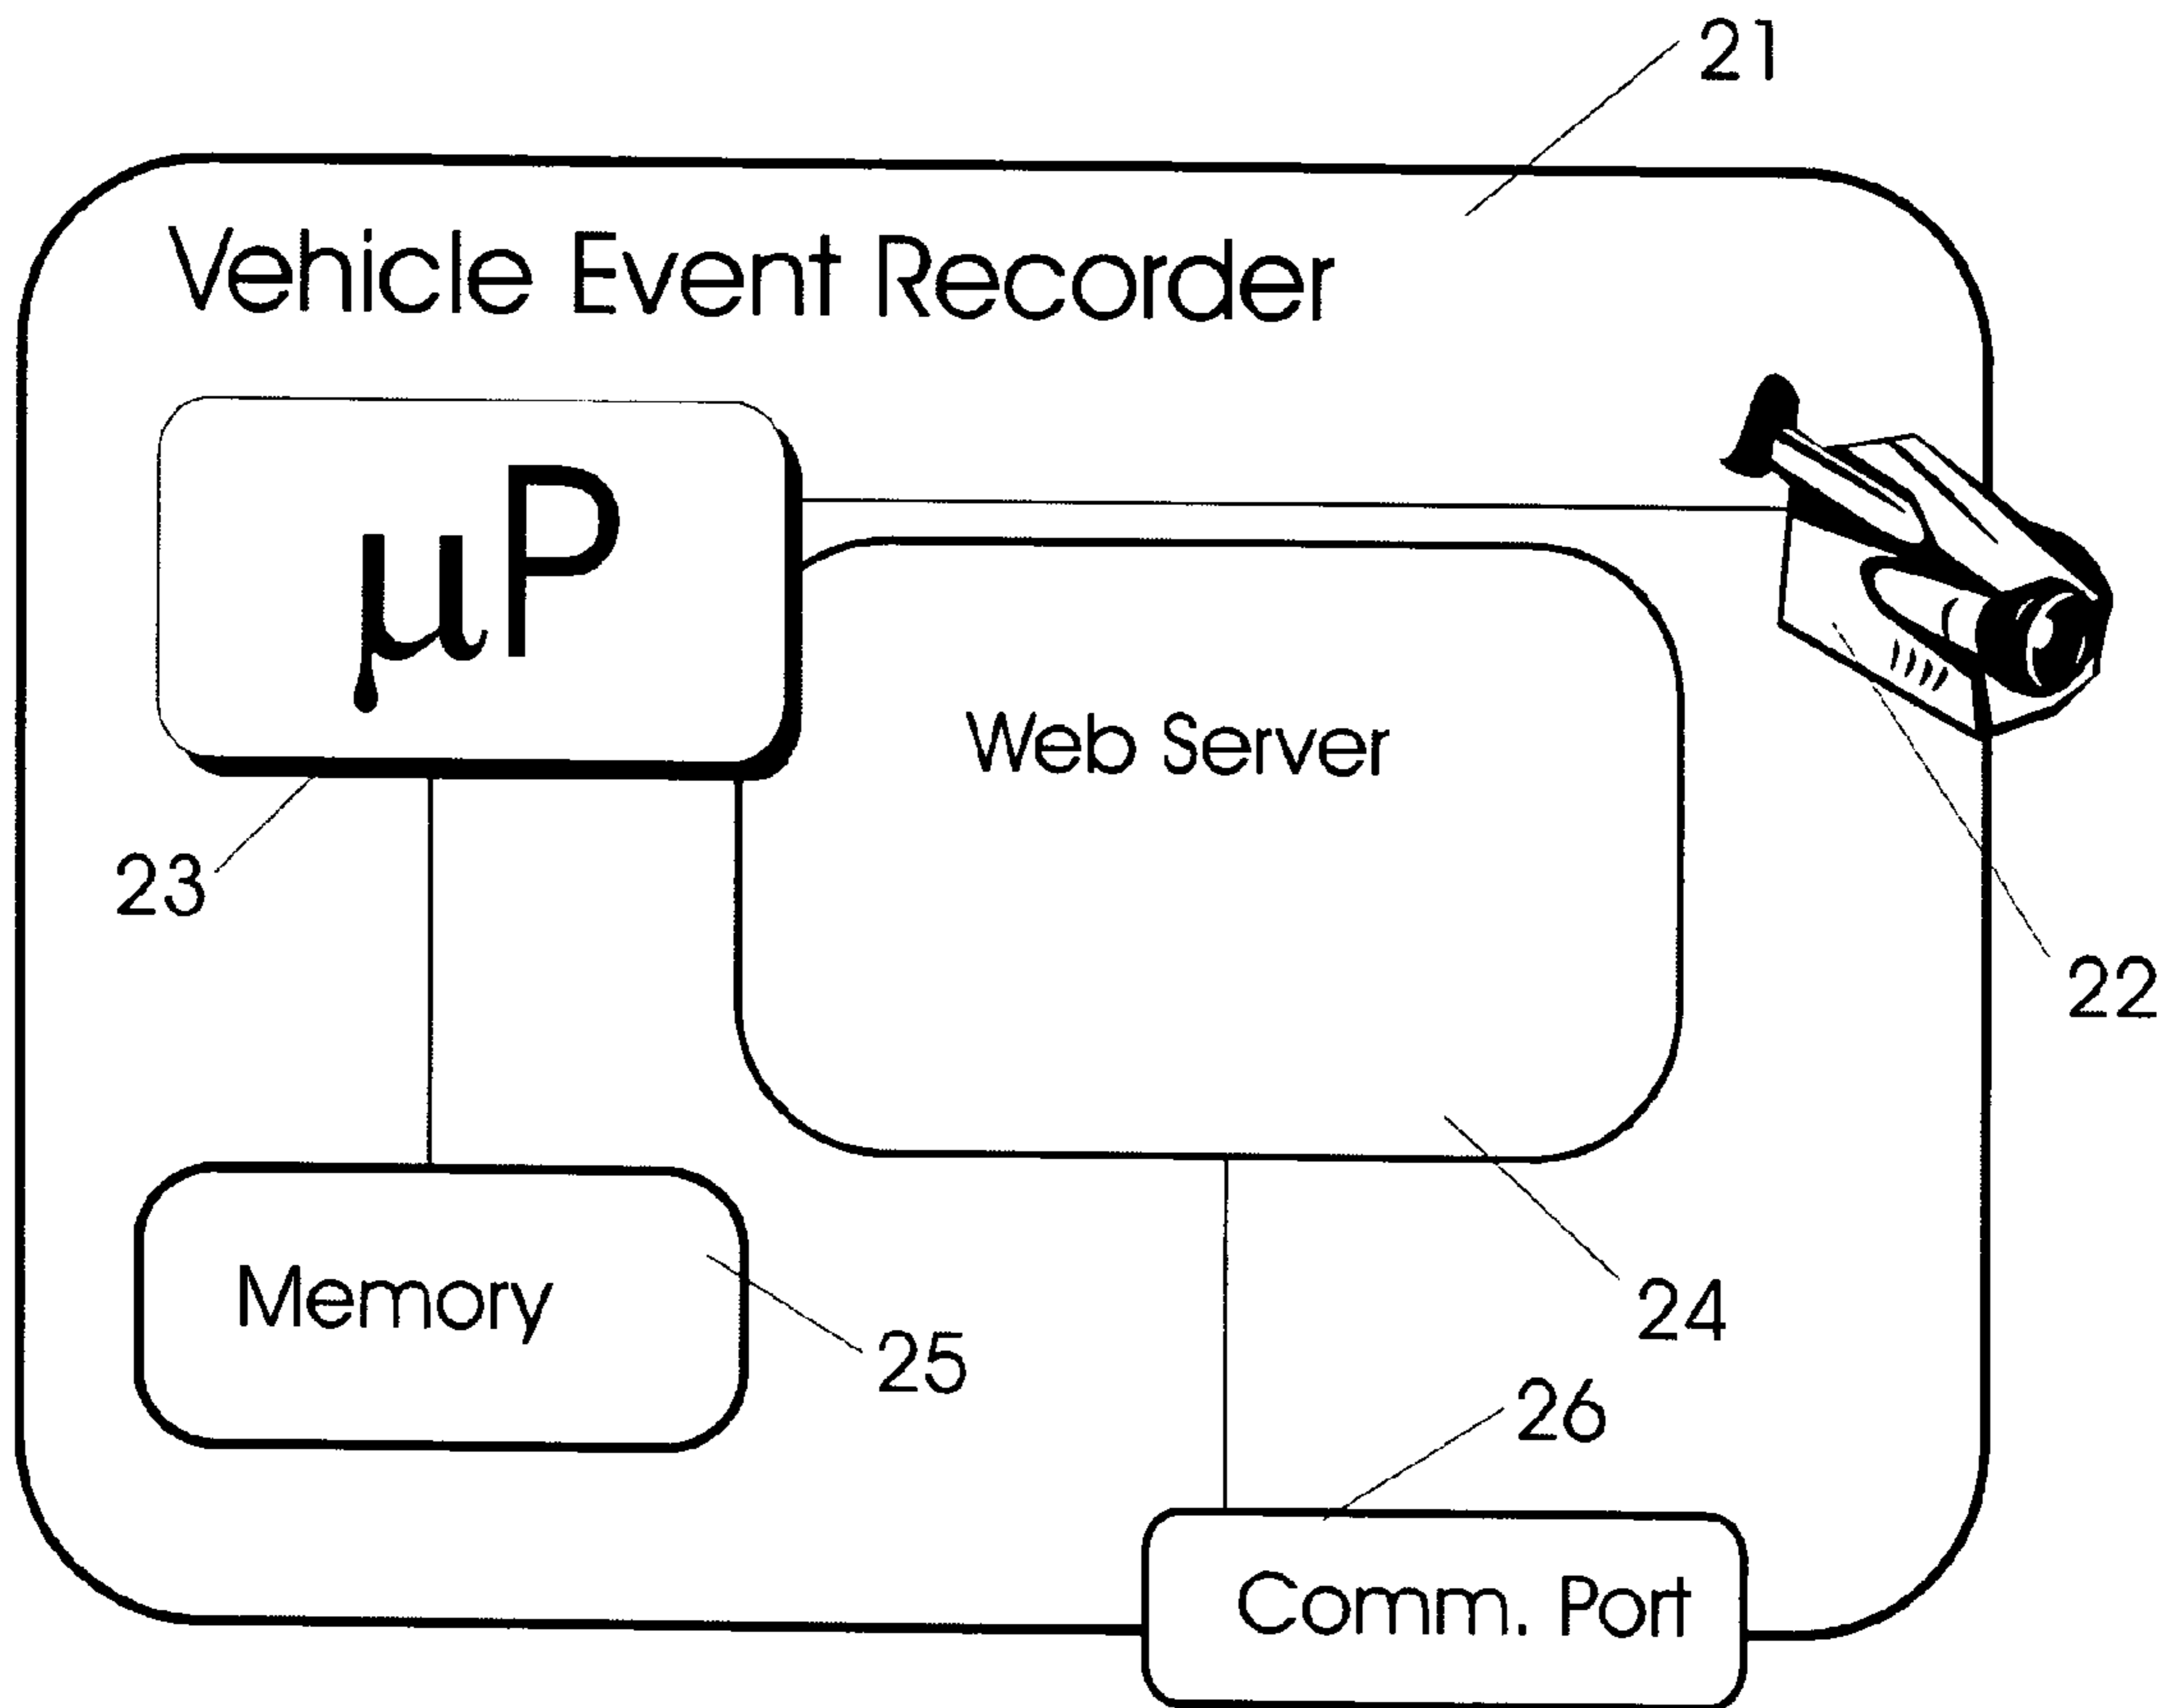 21
Vehicle Event Recorder
µP
Web Server
23
22
Memory
24
25
26
Comm. Port